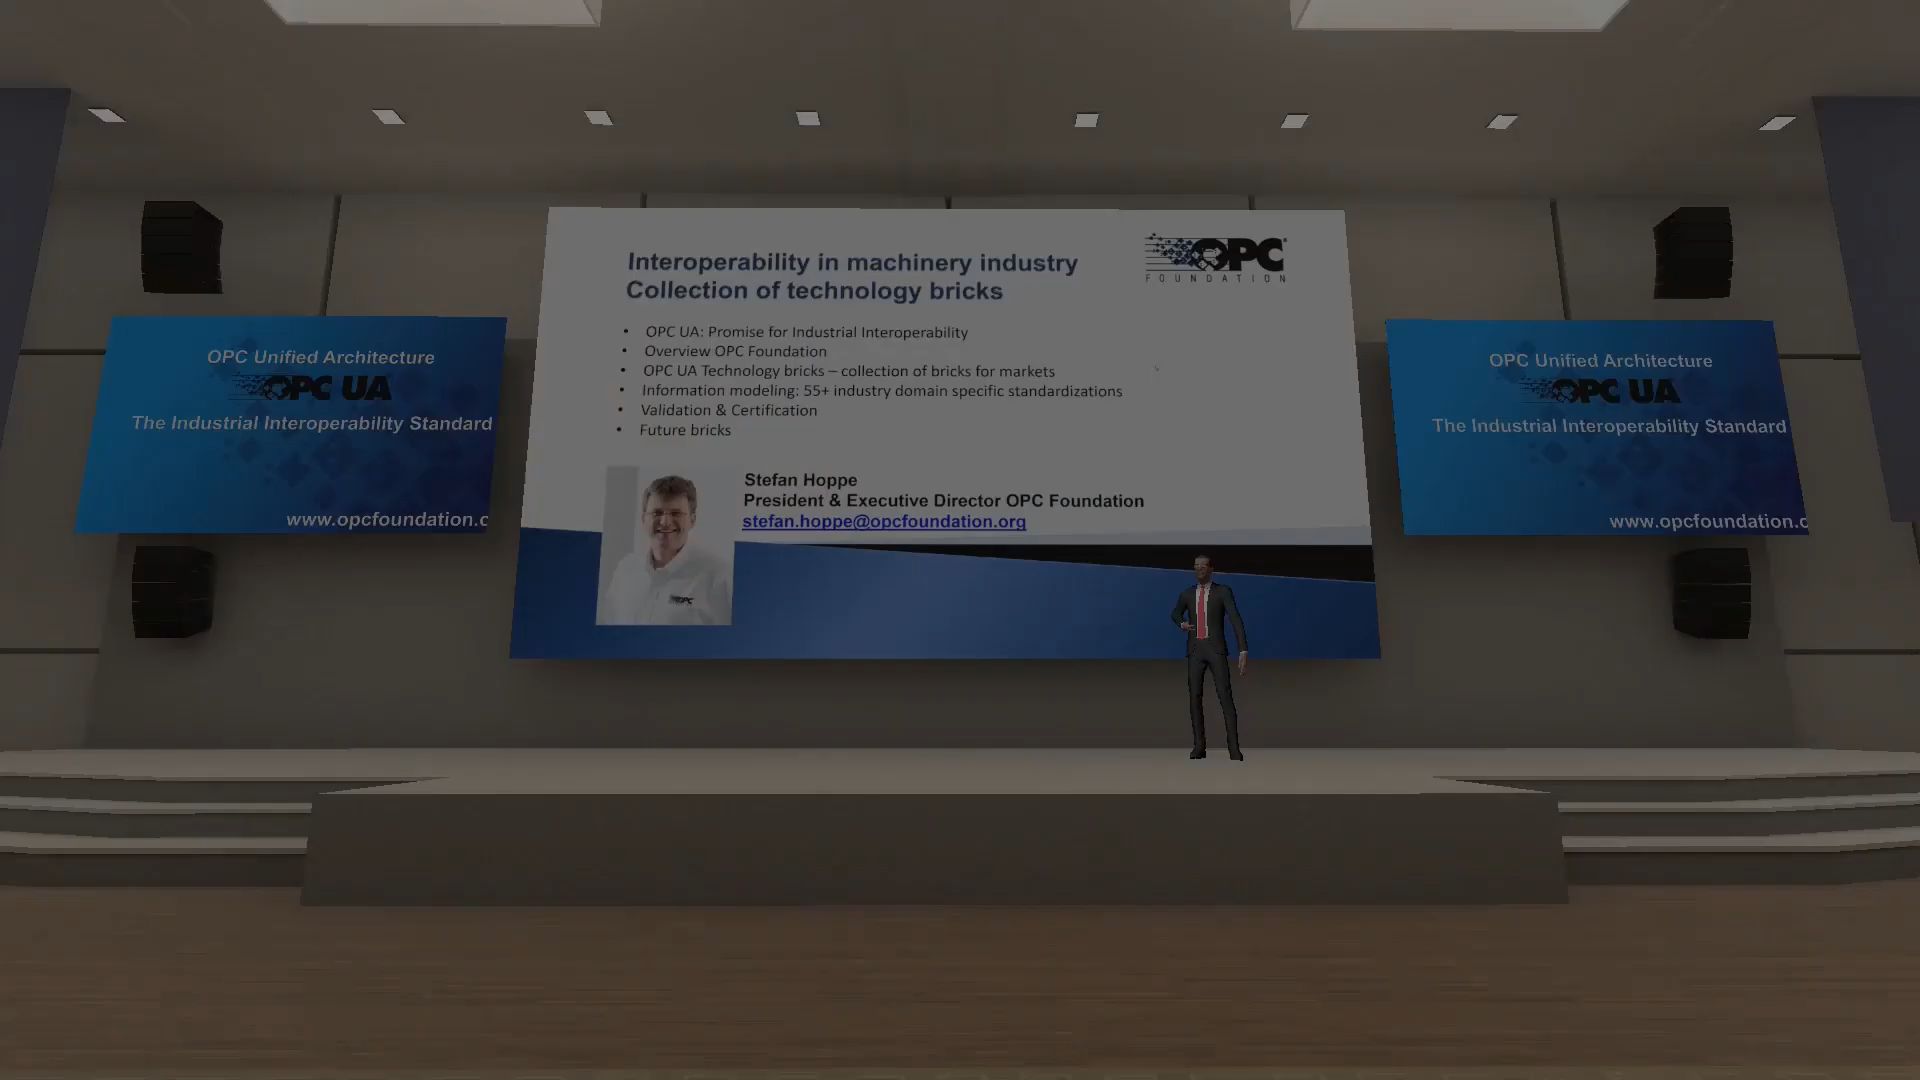 Interoperability in machinery industry
Collection of technology bricks
OPC
FOUNDATION
• OPC UA: Promise for Industrial Interoperability
• Overview OPC Foundation
• OPC UA Technology bricks – collection of bricks for markets
• Information modeling: 55+ industry domain specific standardizations
• Validation & Certification
• Future bricks
Stefan Hoppe
President & Executive Director OPC Foundation
stefan.hoppe@opcfoundation.org
OPC
OPC Unified Architecture
OPC UA
The Industrial Interoperability Standard
www.opcfoundation.c
OPC Unified Architecture
OPC UA
The Industrial Interoperability Standard
www.opcfoundation.c